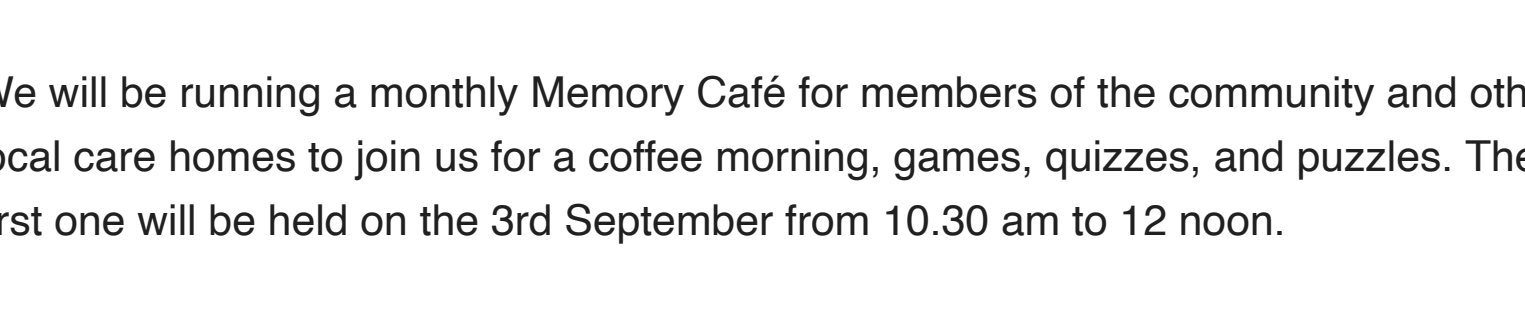 We will be running a monthly Memory Café for members of the community and oth
ocal care homes to join us for a coffee morning, games, quizzes, and puzzles. The
rst one will be held on the 3rd September from 10.30 am to 12 noon.